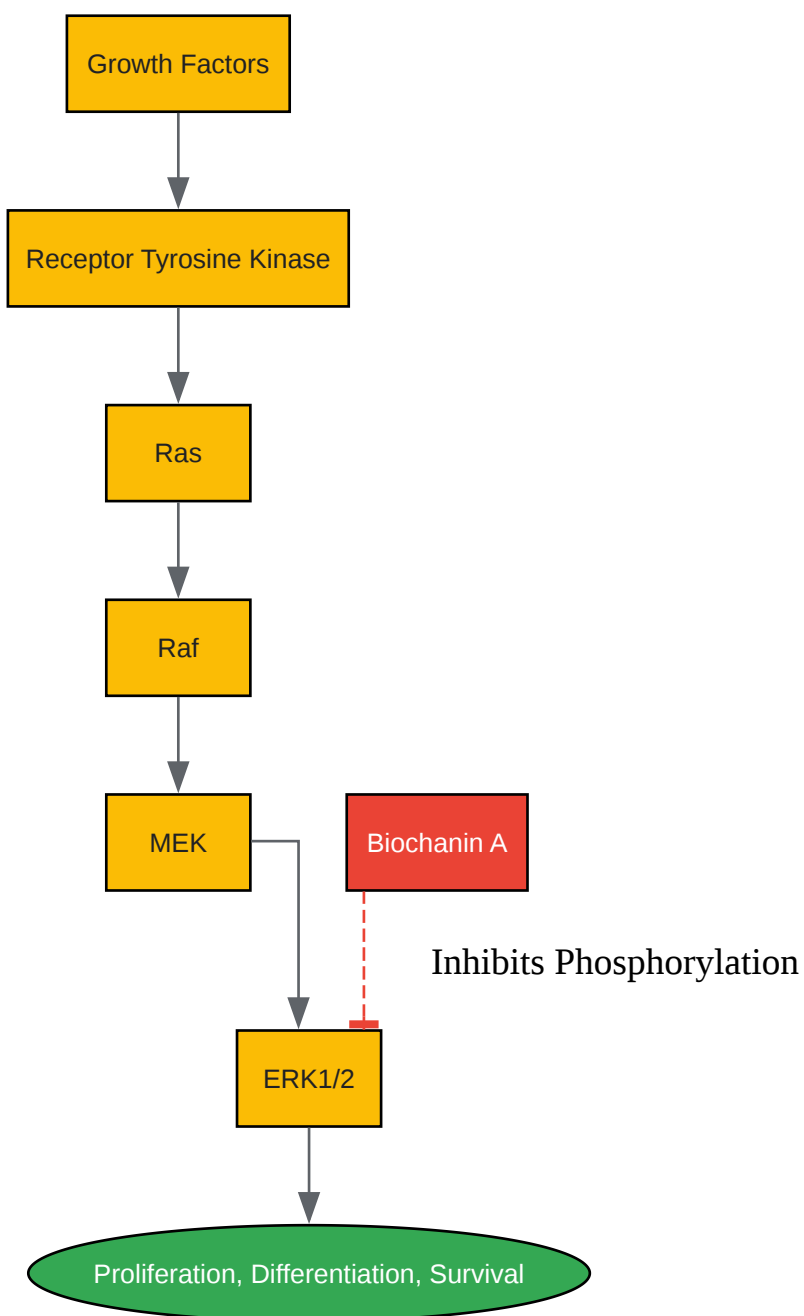 Growth Factors
Receptor Tyrosine Kinase
Ras
Raf
MEK
Biochanin A
Inhibits Phosphorylation
ERK1/2
Proliferation, Differentiation, Survival